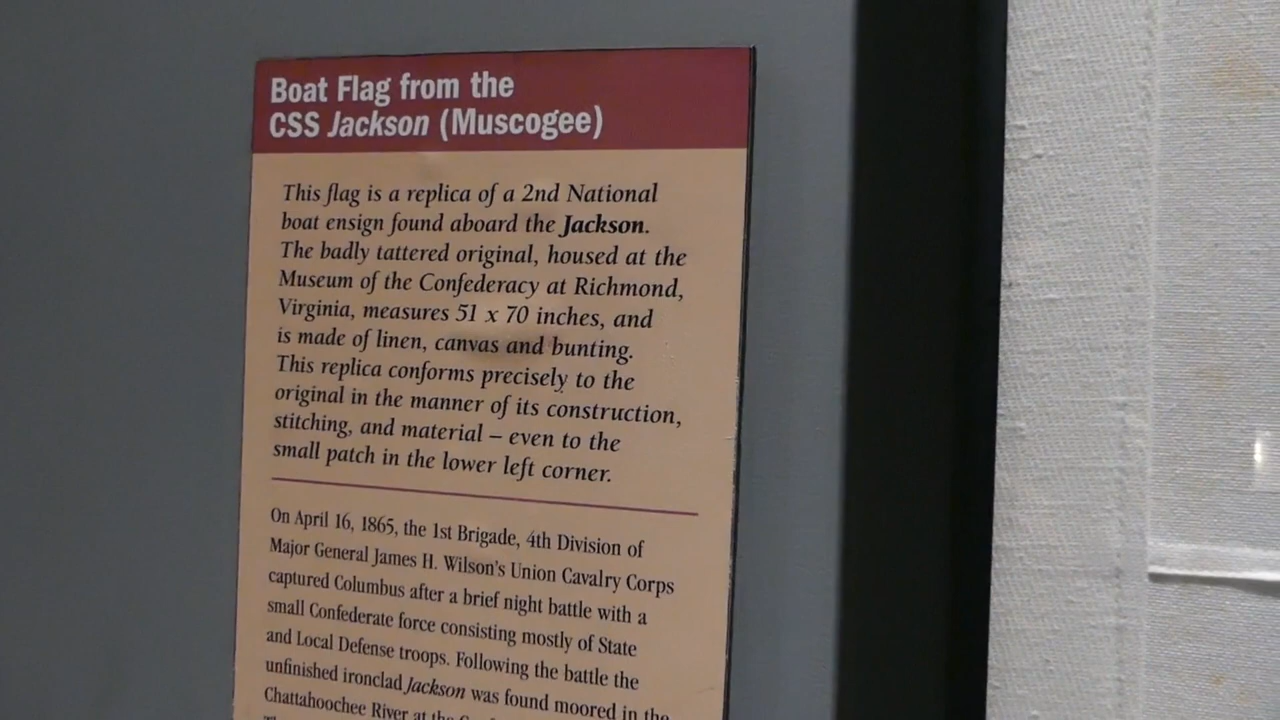 Boat Flag from the
CSS Jackson (Muscogee)
This flag is a replica of a 2nd National
boat ensign found aboard the Jackson.
The badly tattered original, housed at the
Museum of the Confederacy at Richmond,
Virginia, measures 51 x 70 inches, and
is made of linen, canvas and bunting.
This replica conforms precisely to the
original in the manner of its construction,
stitching, and material – even to the
small patch in the lower left corner.
On April 16, 1865, the 1st Brigade, 4th Division of
Major General James H. Wilson's Union Cavalry Corps
captured Columbus after a brief night battle with a
small Confederate force consisting mostly of State
and Local Defense troops. Following the battle the
unfinished ironclad Jackson was found moored in the
Chattahoochee River at the